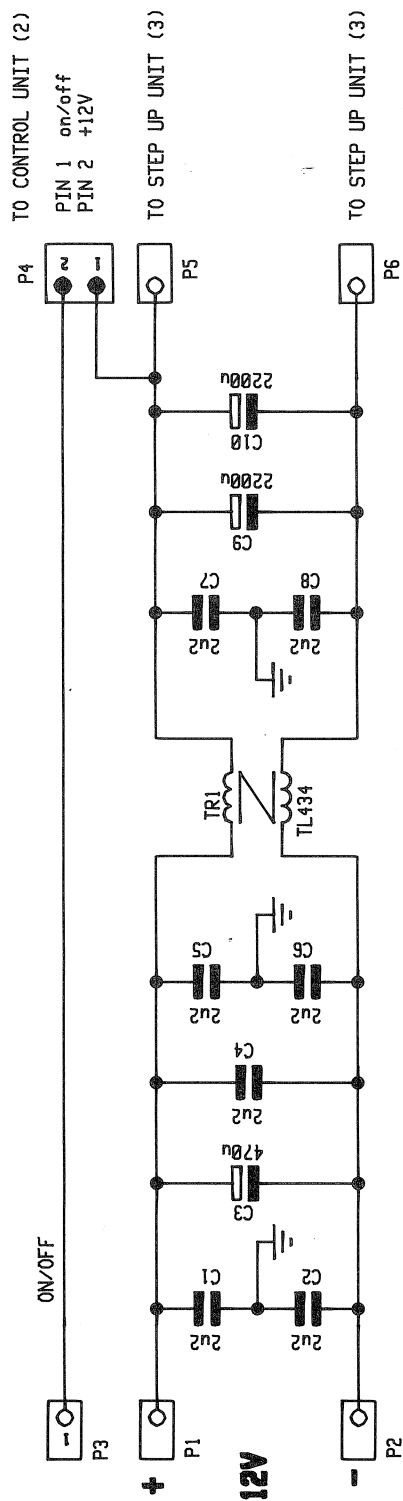 TO CONTROL UNIT (2)
PIN 1 on/off
PIN 2 +12V
TO STEP UP UNIT (3)
TO STEP UP UNIT (3)
P4
2
1
P5
P6
2200u
C10
2200u
C9
C7
2u2
C8
2u2
TR1
TL434
C5
2u2
C6
2u2
C4
2u2
470u
C3
C1
2u2
C2
2u2
ON/OFF
1
P3
+
P1
12V
-
P2